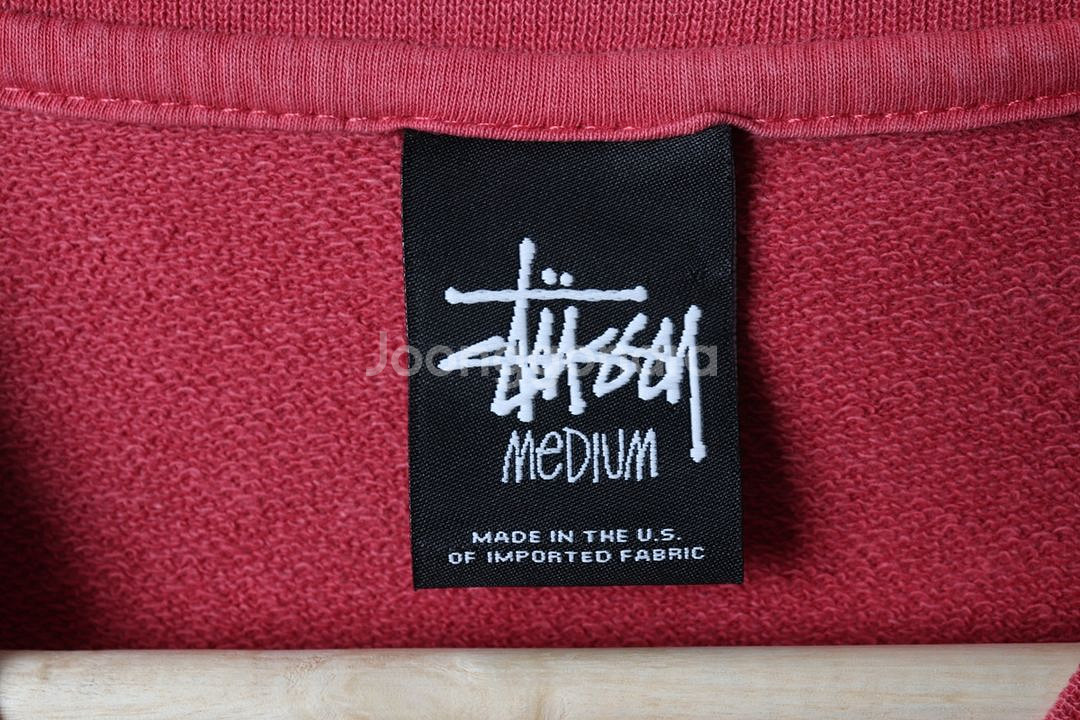 Stüssy
MeDIUM
MADE IN THE U.S.
OF IMPORTED FABRIC